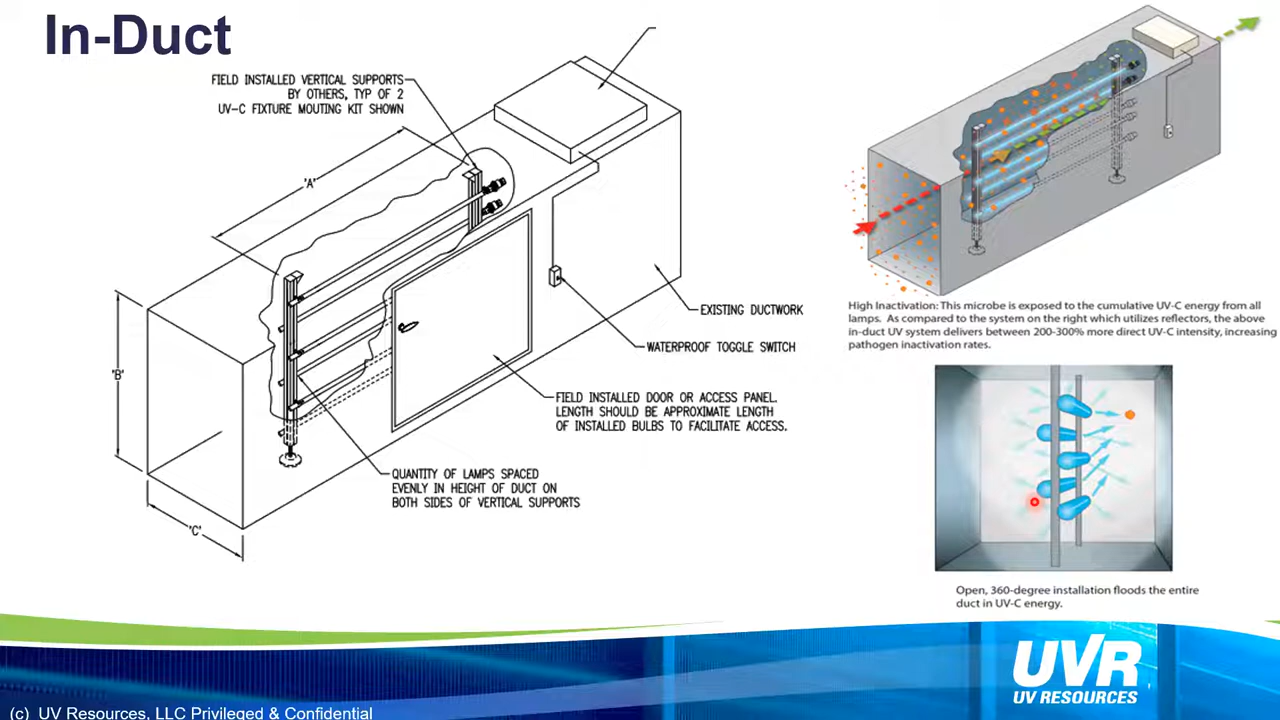 In-Duct
FIELD INSTALLED VERTICAL SUPPORTS
BY OTHERS, TYP OF 2
UV-C FIXTURE MOUTING KIT SHOWN
'A'
'B'
'C'
EXISTING DUCTWORK
WATERPROOF TOGGLE SWITCH
FIELD INSTALLED DOOR OR ACCESS PANEL.
LENGTH SHOULD BE APPROXIMATE LENGTH
OF INSTALLED BULBS TO FACILITATE ACCESS.
QUANTITY OF LAMPS SPACED
EVENLY IN HEIGHT OF DUCT ON
BOTH SIDES OF VERTICAL SUPPORTS
High Inactivation: This microbe is exposed to the cumulative UV-C energy from all
lamps. As compared to the system on the right which utilizes reflectors, the above
in-duct UV system delivers between 200-300% more direct UV-C intensity, increasing
pathogen inactivation rates.
Open, 360-degree installation floods the entire
duct in UV-C energy.
UVR
UV RESOURCES
(c) UV Resources, LLC Privileged & Confidential